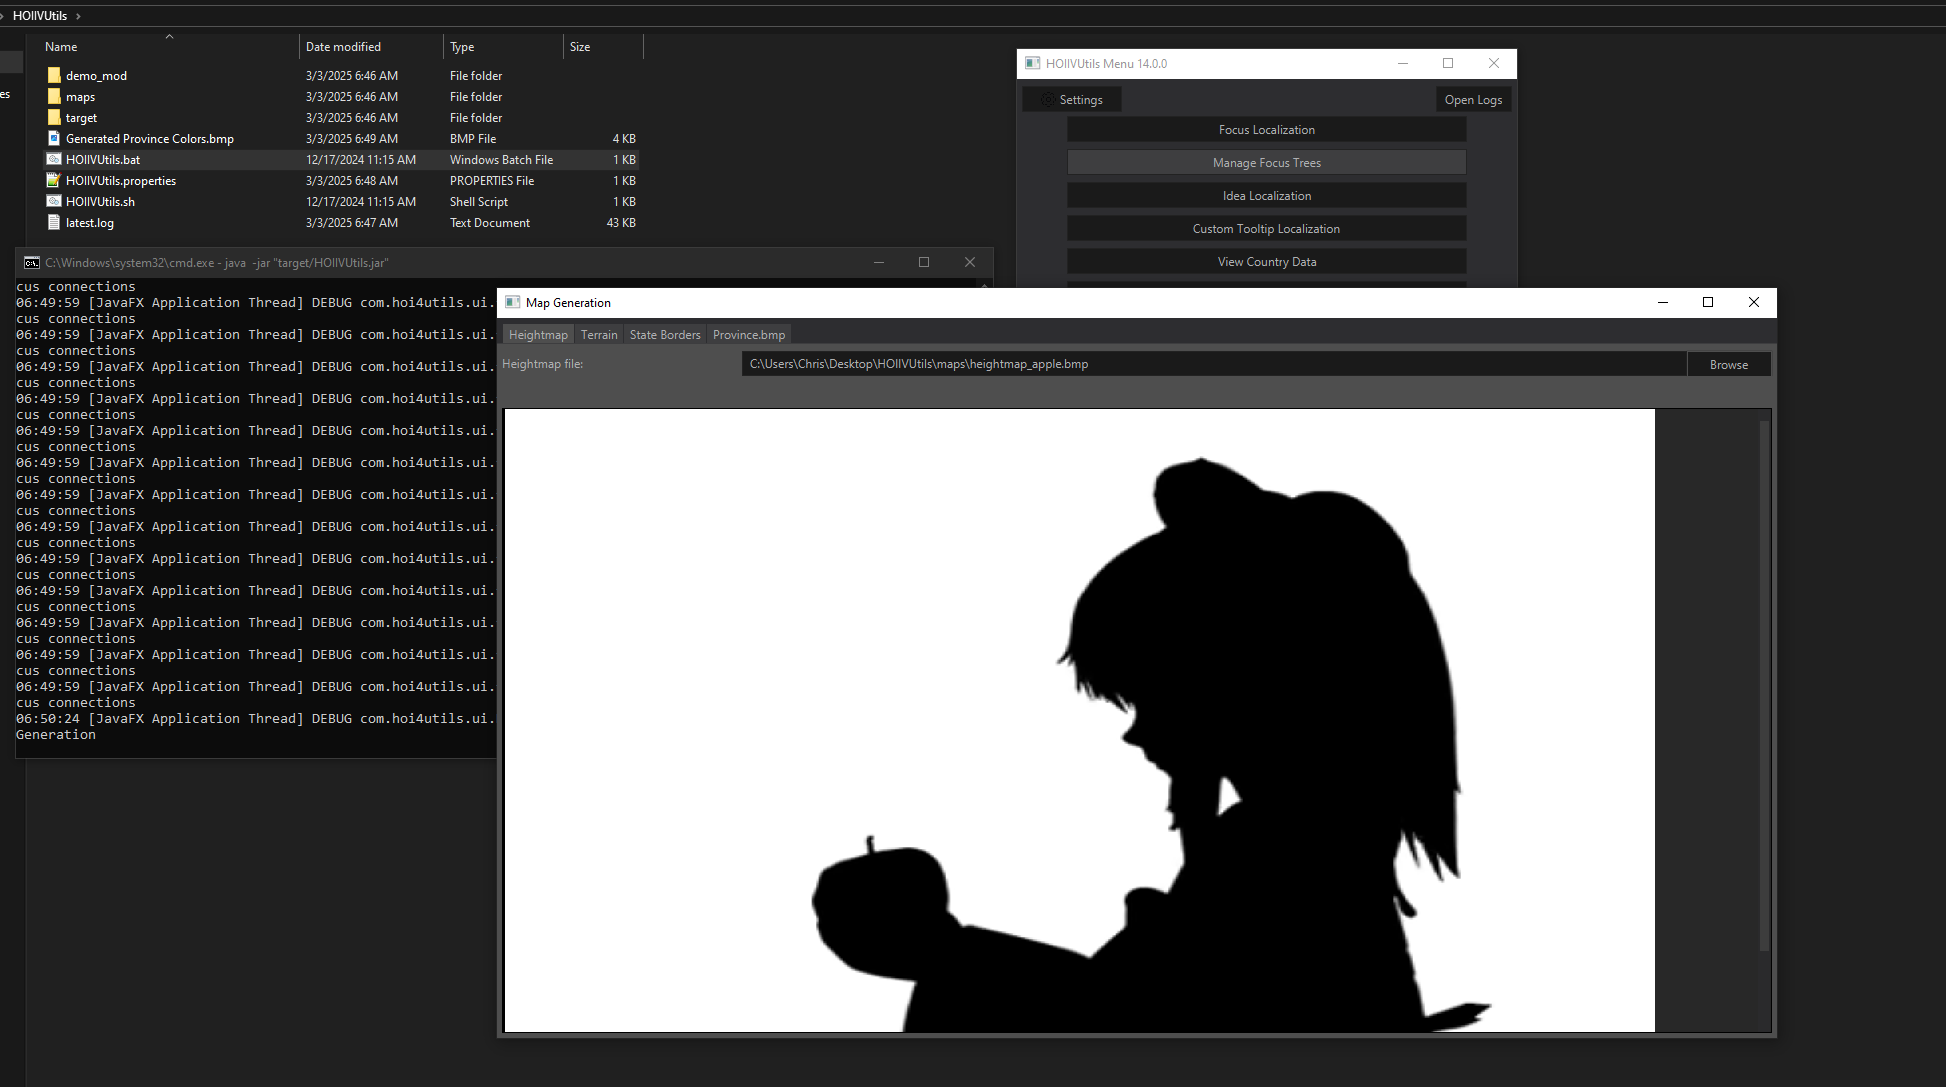 HOIIVUtils
Name Date modified Type Size
es
demo_mod 3/3/2025 6:46 AM File folder
maps 3/3/2025 6:46 AM File folder
target 3/3/2025 6:46 AM File folder
Generated Province Colors.bmp 3/3/2025 6:49 AM BMP File 4 KB
HOIIVUtils.bat 12/17/2024 11:15 AM Windows Batch File 1 KB
HOIIVUtils.properties 3/3/2025 6:48 AM PROPERTIES File 1 KB
HOIIVUtils.sh 12/17/2024 11:15 AM Shell Script 1 KB
latest.log 3/3/2025 6:47 AM Text Document 43 KB
HOIIVUtils Menu 14.0.0
Settings Open Logs
Focus Localization
Manage Focus Trees
Idea Localization
Custom Tooltip Localization
View Country Data
C:\Windows\system32\cmd.exe - java  -jar "target/HOIIVUtils.jar"
cus connections
06:49:59 [JavaFX Application Thread] DEBUG com.hoi4utils.ui.
cus connections
06:49:59 [JavaFX Application Thread] DEBUG com.hoi4utils.ui.
cus connections
06:49:59 [JavaFX Application Thread] DEBUG com.hoi4utils.ui.
cus connections
06:49:59 [JavaFX Application Thread] DEBUG com.hoi4utils.ui.
cus connections
06:49:59 [JavaFX Application Thread] DEBUG com.hoi4utils.ui.
cus connections
06:49:59 [JavaFX Application Thread] DEBUG com.hoi4utils.ui.
cus connections
06:49:59 [JavaFX Application Thread] DEBUG com.hoi4utils.ui.
cus connections
06:49:59 [JavaFX Application Thread] DEBUG com.hoi4utils.ui.
cus connections
06:49:59 [JavaFX Application Thread] DEBUG com.hoi4utils.ui.
cus connections
06:49:59 [JavaFX Application Thread] DEBUG com.hoi4utils.ui.
cus connections
06:49:59 [JavaFX Application Thread] DEBUG com.hoi4utils.ui.
cus connections
06:49:59 [JavaFX Application Thread] DEBUG com.hoi4utils.ui.
cus connections
06:49:59 [JavaFX Application Thread] DEBUG com.hoi4utils.ui.
cus connections
06:50:24 [JavaFX Application Thread] DEBUG com.hoi4utils.ui.
Generation
Map Generation
Heightmap Terrain State Borders Province.bmp
Heightmap file: C:\Users\Chris\Desktop\HOIIVUtils\maps\heightmap_apple.bmp Browse